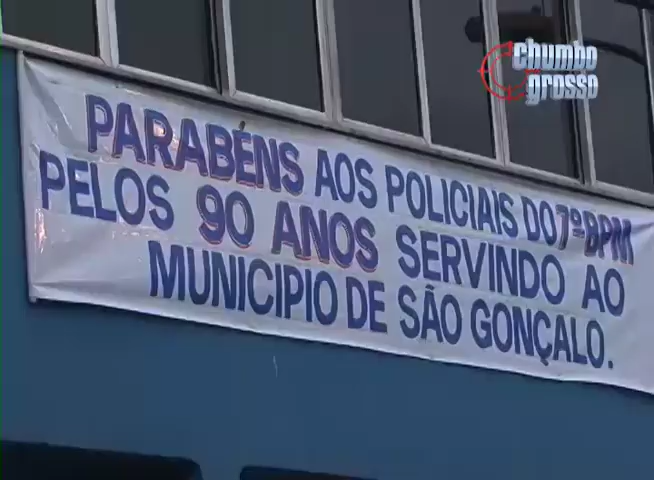 chumbo
grosso
PARABÉNS AOS POLICIAIS DO 7º BPM
PELOS 90 ANOS SERVINDO AO
MUNICIPIO DE SÃO GONÇALO.